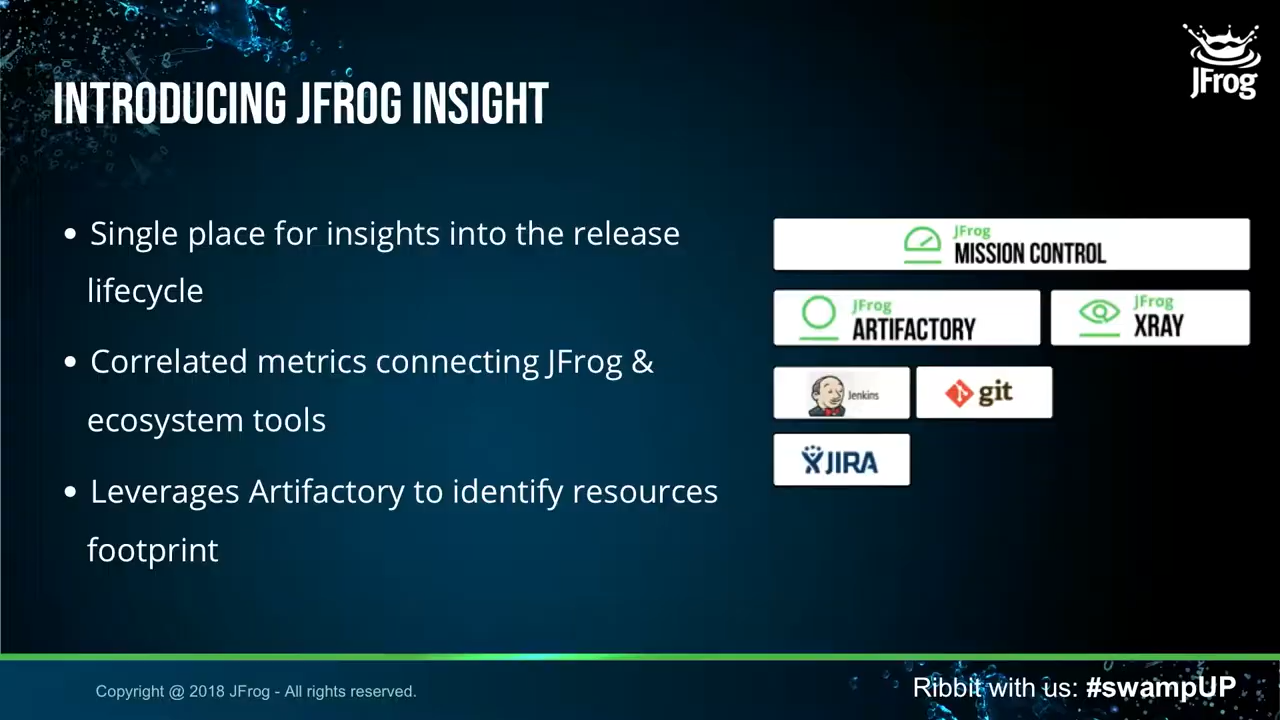 JFrog
INTRODUCING JFROG INSIGHT
• Single place for insights into the release
lifecycle
• Correlated metrics connecting JFrog &
ecosystem tools
• Leverages Artifactory to identify resources
footprint
JFrog
MISSION CONTROL
JFrog
ARTIFACTORY
JFrog
XRAY
Jenkins
git
JIRA
Copyright @ 2018 JFrog - All rights reserved.
Ribbit with us: #swampUP